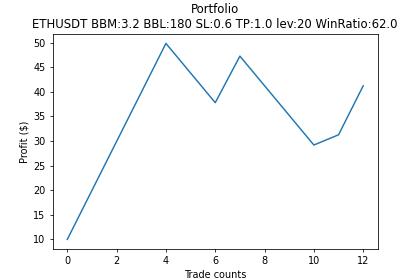 Portfolio
ETHUSDT BBM:3.2 BBL:180 SL:0.6 TP:1.0 lev:20 WinRatio:62.0
50
45
40
35
30
25
20
15
10
Profit ($)
0 2 4 6 8 10 12
Trade counts